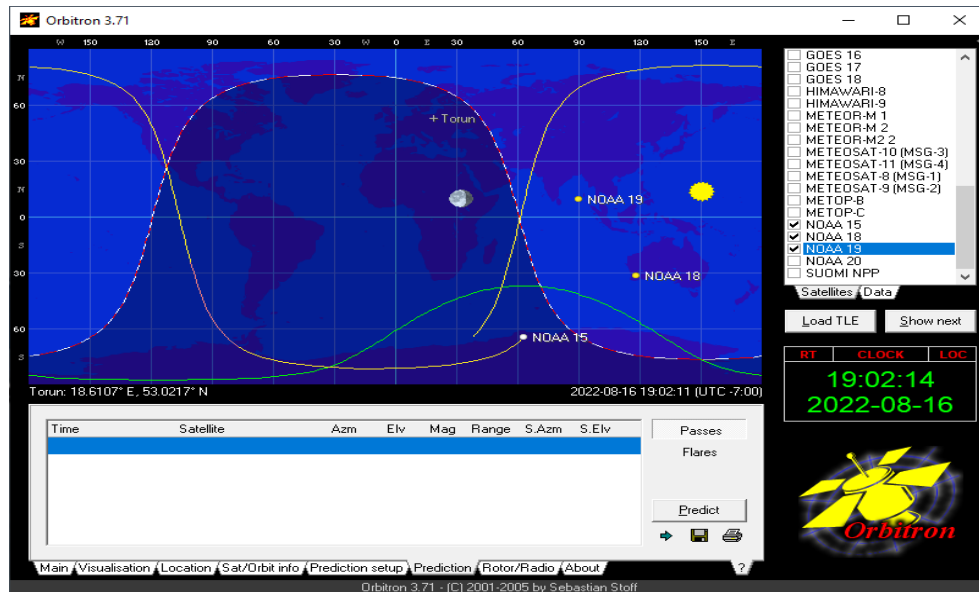 Orbitron 3.71
W 150 120 90 60 30 W 0 E 30 60 90 120 150 E
N
60
30
N
0
S
30
60
S
+ Torun
NOAA 19
NOAA 18
NOAA 15
Torun: 18.6107° E, 53.0217° N
2022-08-16 19:02:11 (UTC -7:00)
GOES 16
GOES 17
GOES 18
HIMAWARI-8
HIMAWARI-9
METEOR-M 1
METEOR-M 2
METEOR-M2 2
METEOSAT-10 (MSG-3)
METEOSAT-11 (MSG-4)
METEOSAT-8 (MSG-1)
METEOSAT-9 (MSG-2)
METOP-B
METOP-C
NOAA 15
NOAA 18
NOAA 19
NOAA 20
SUOMI NPP
Satellites Data
Load TLE Show next
RT CLOCK LOC
19:02:14
2022-08-16
Orbitron
Time Satellite Azm Elv Mag Range S.Azm S.Elv
Passes
Flares
Predict
Main Visualisation Location Sat/Orbit info Prediction setup Prediction Rotor/Radio About ?
Orbitron 3.71 - (C) 2001-2005 by Sebastian Stoff